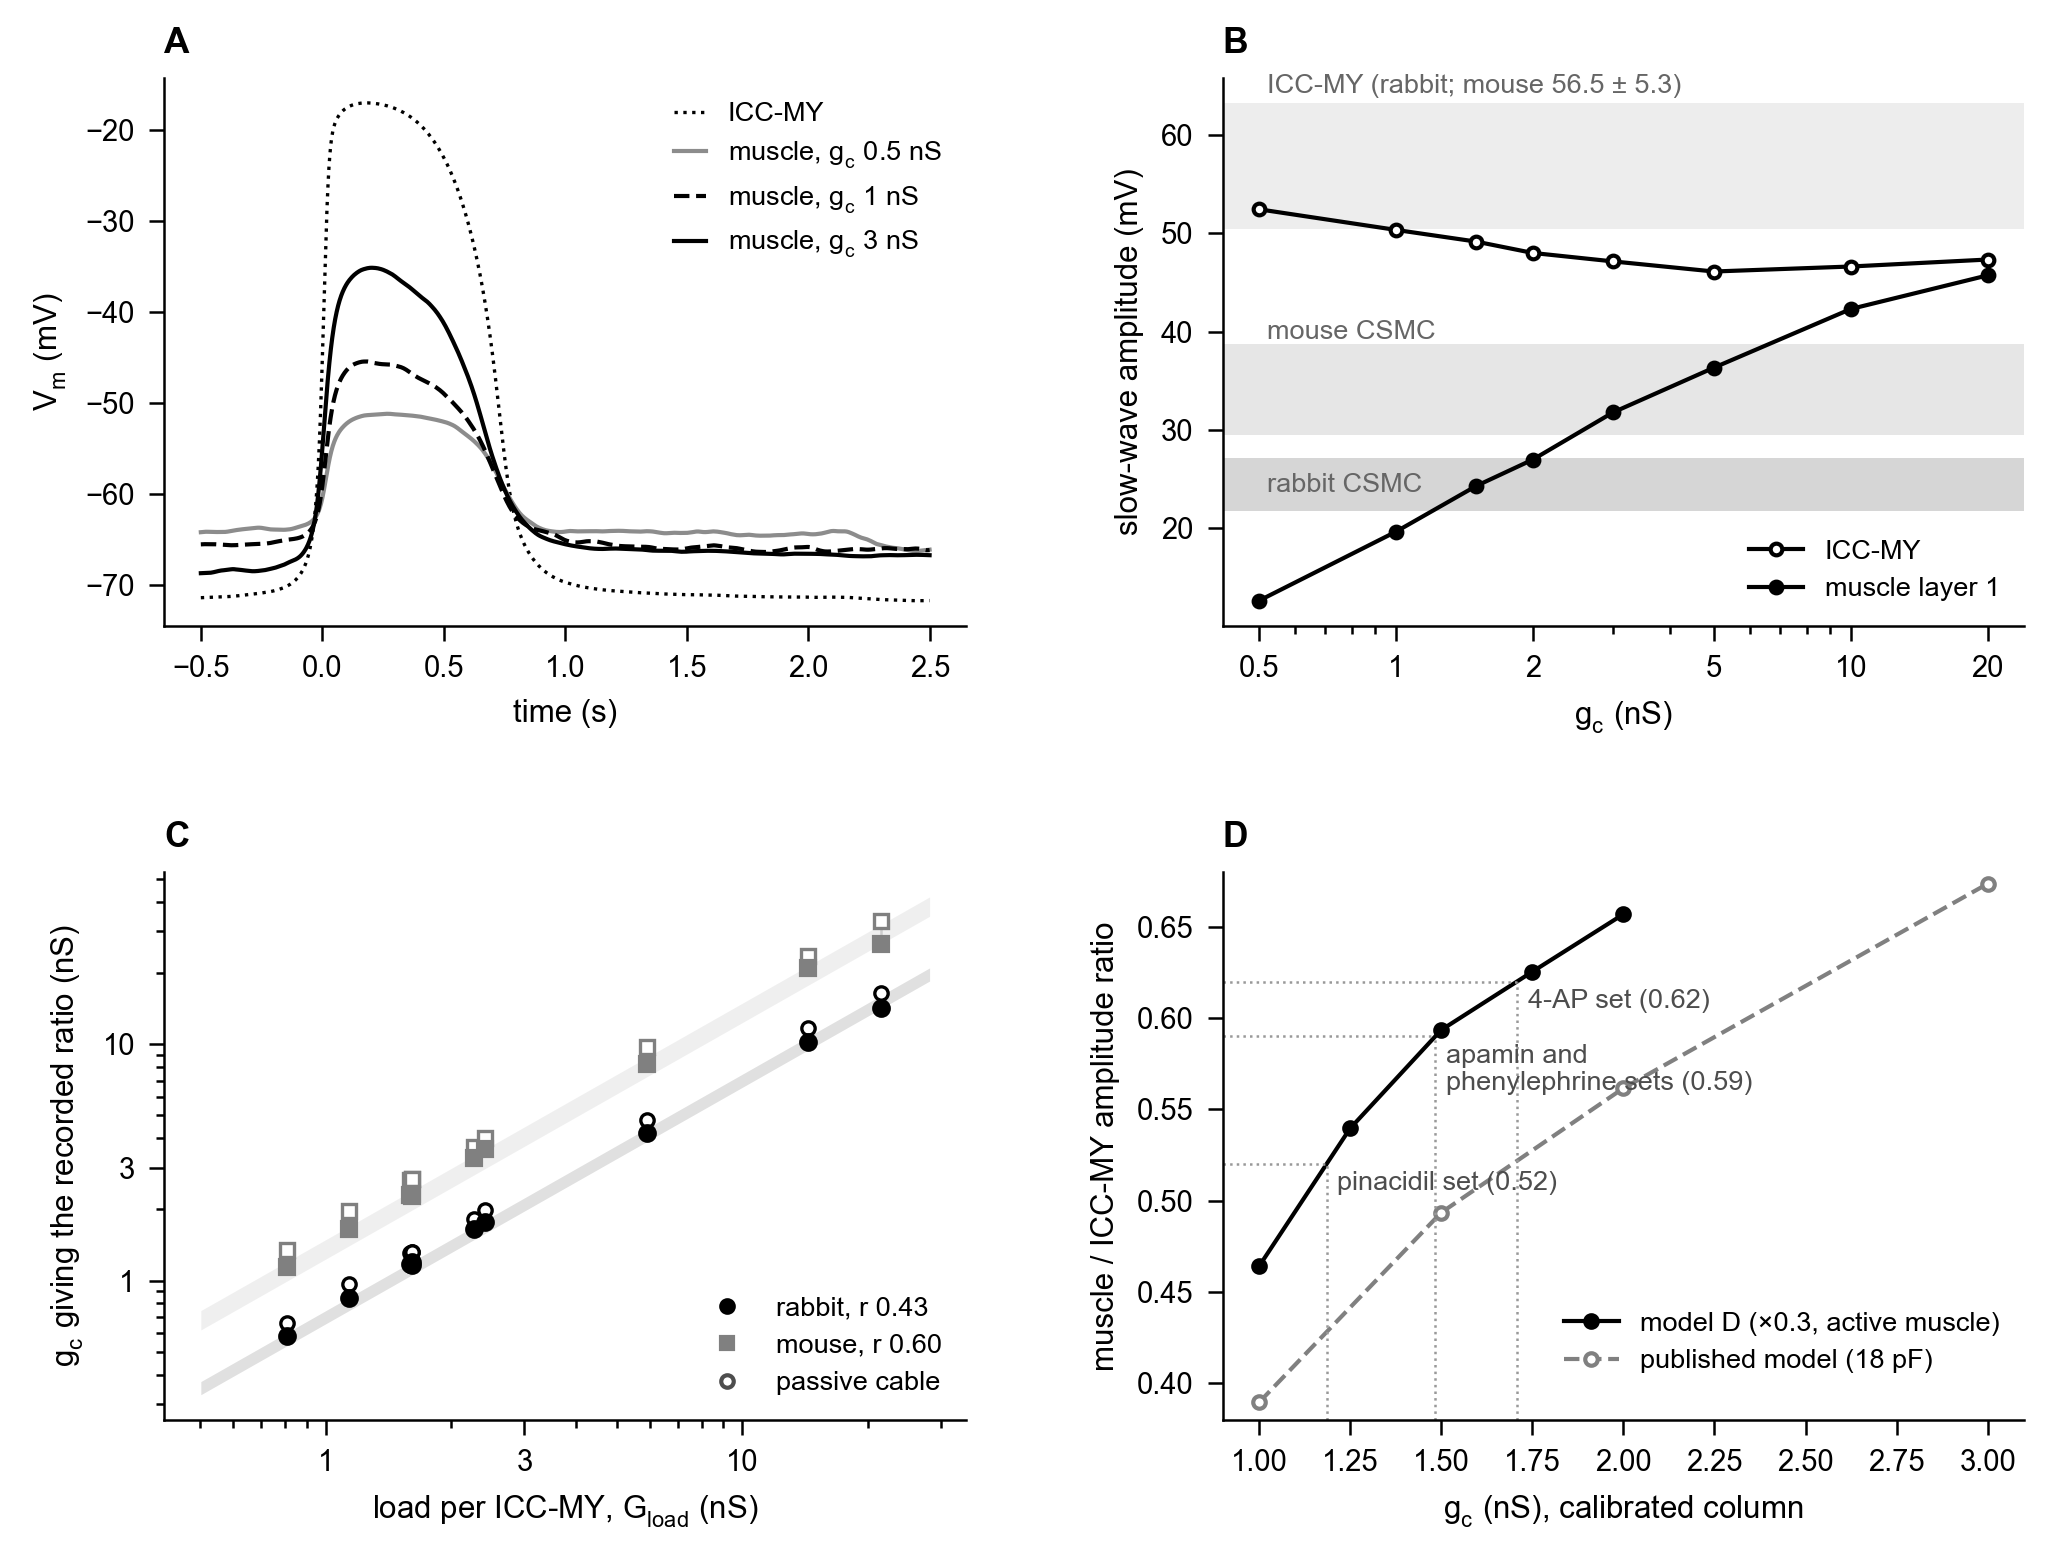 A
−20
−30
−40
−50
−60
−70
Vm (mV)
ICC-MY
muscle, gc 0.5 nS
muscle, gc 1 nS
muscle, gc 3 nS
−0.5
0.0
0.5
1.0
1.5
2.0
2.5
time (s)
B
60
50
40
30
20
slow-wave amplitude (mV)
ICC-MY (rabbit; mouse 56.5 ± 5.3)
mouse CSMC
rabbit CSMC
ICC-MY
muscle layer 1
0.5
1
2
5
10
20
gc (nS)
C
10
3
1
gc giving the recorded ratio (nS)
rabbit, r 0.43
mouse, r 0.60
passive cable
1
3
10
load per ICC-MY, Gload (nS)
D
0.65
0.60
0.55
0.50
0.45
0.40
muscle / ICC-MY amplitude ratio
4-AP set (0.62)
apamin and
phenylephrine sets (0.59)
pinacidil set (0.52)
model D (×0.3, active muscle)
published model (18 pF)
1.00
1.25
1.50
1.75
2.00
2.25
2.50
2.75
3.00
gc (nS), calibrated column